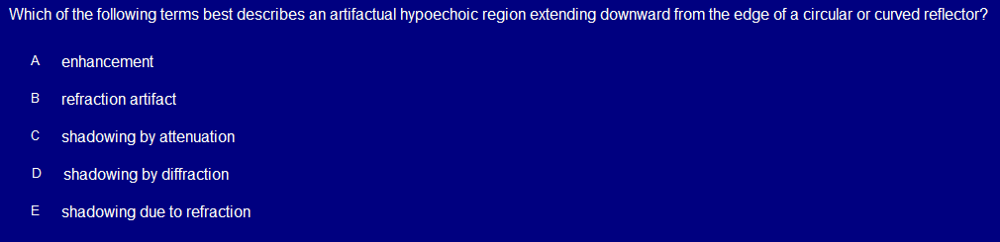 Which of the following terms best describes an artifactual hypoechoic region extending downward from the edge of a circular or curved reflector?
A enhancement
B refraction artifact
C shadowing by attenuation
D shadowing by diffraction
E shadowing due to refraction